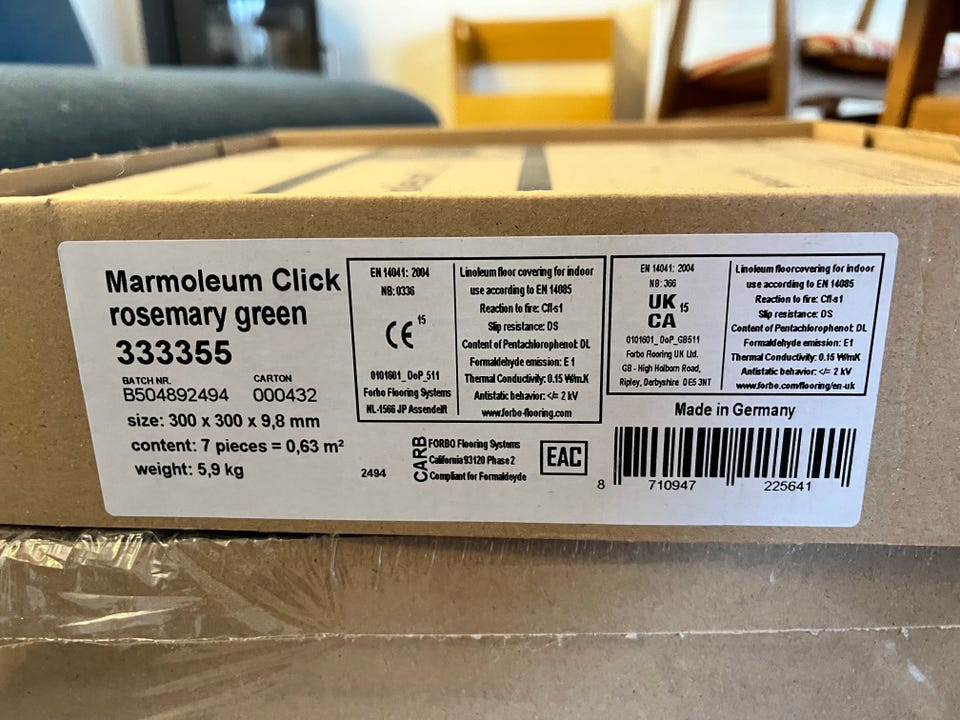 Marmoleum Click
rosemary green
333355
BATCH NR. CARTON
B504892494 000432
size: 300 x 300 x 9,8 mm
content: 7 pieces = 0,63 m²
weight: 5,9 kg
EN 14041: 2004
NB: 0336
CE 15
0101601_DoP_511
Forbo Flooring Systems
NL-1566 JP Assendelft
Linoleum floor covering for indoor
use according to EN 14085
Reaction to fire: Cfl-s1
Slip resistance: DS
Content of Pentachlorophenol: DL
Formaldehyde emission: E 1
Thermal Conductivity: 0.15 W/mK
Antistatic behavior: </= 2 kV
www.forbo-flooring.com
EN 14041: 2004
NB: 366
UK
CA 15
0101601_DoP_GB511
Forbo Flooring UK Ltd.
GB - High Holborn Road,
Ripley, Derbyshire DE5 3NT
Linoleum floorcovering for indoor
use according to EN 14085
Reaction to fire: Cfl-s1
Slip resistance: DS
Content of Pentachlorophenol: DL
Formaldehyde emission: E1
Thermal Conductivity: 0.15 W/mK
Antistatic behavior: </= 2 kV
www.forbo.com/flooring/en-uk
Made in Germany
2494
CARB
FORBO Flooring Systems
California 93120 Phase 2
Compliant for Formaldeyde
EAC
8 710947 225641